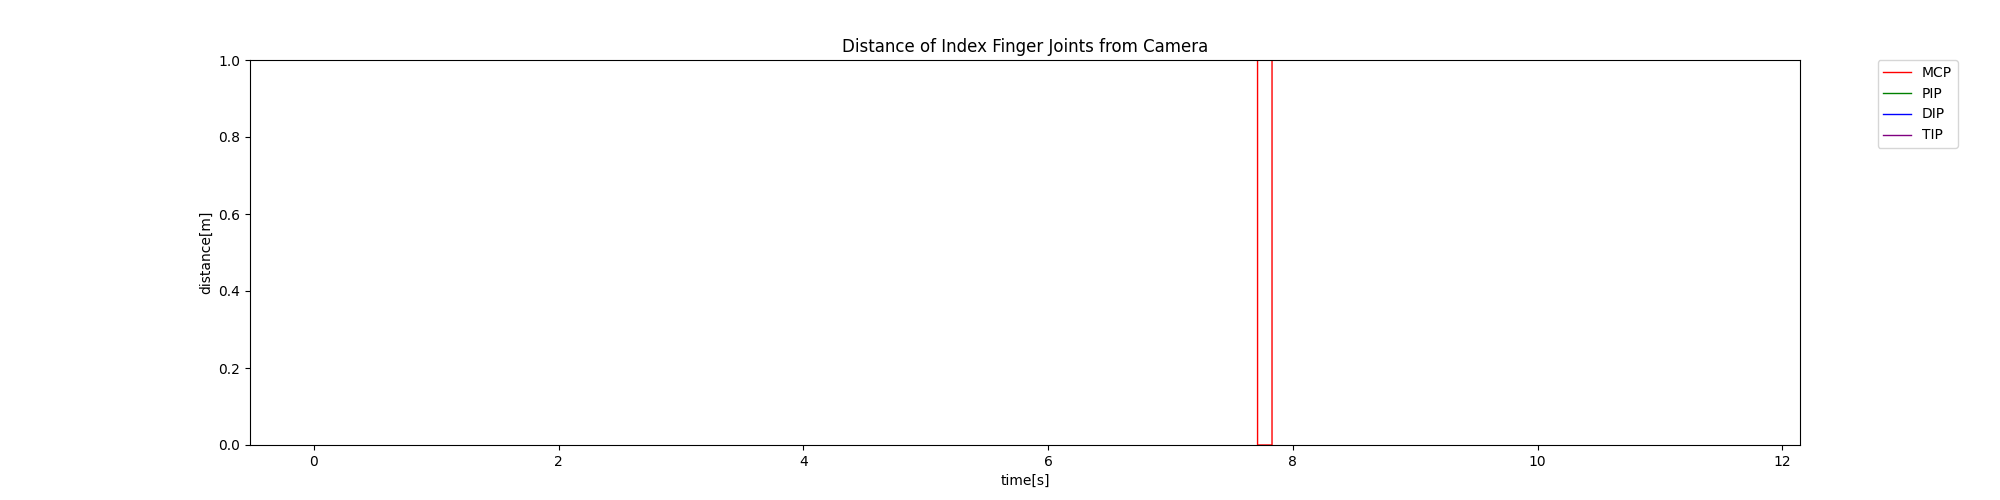 Distance of Index Finger Joints from Camera
1.0
0.8
0.6
0.4
0.2
0.0
distance[m]
0 2 4 6 8 10 12
time[s]
MCP
PIP
DIP
TIP